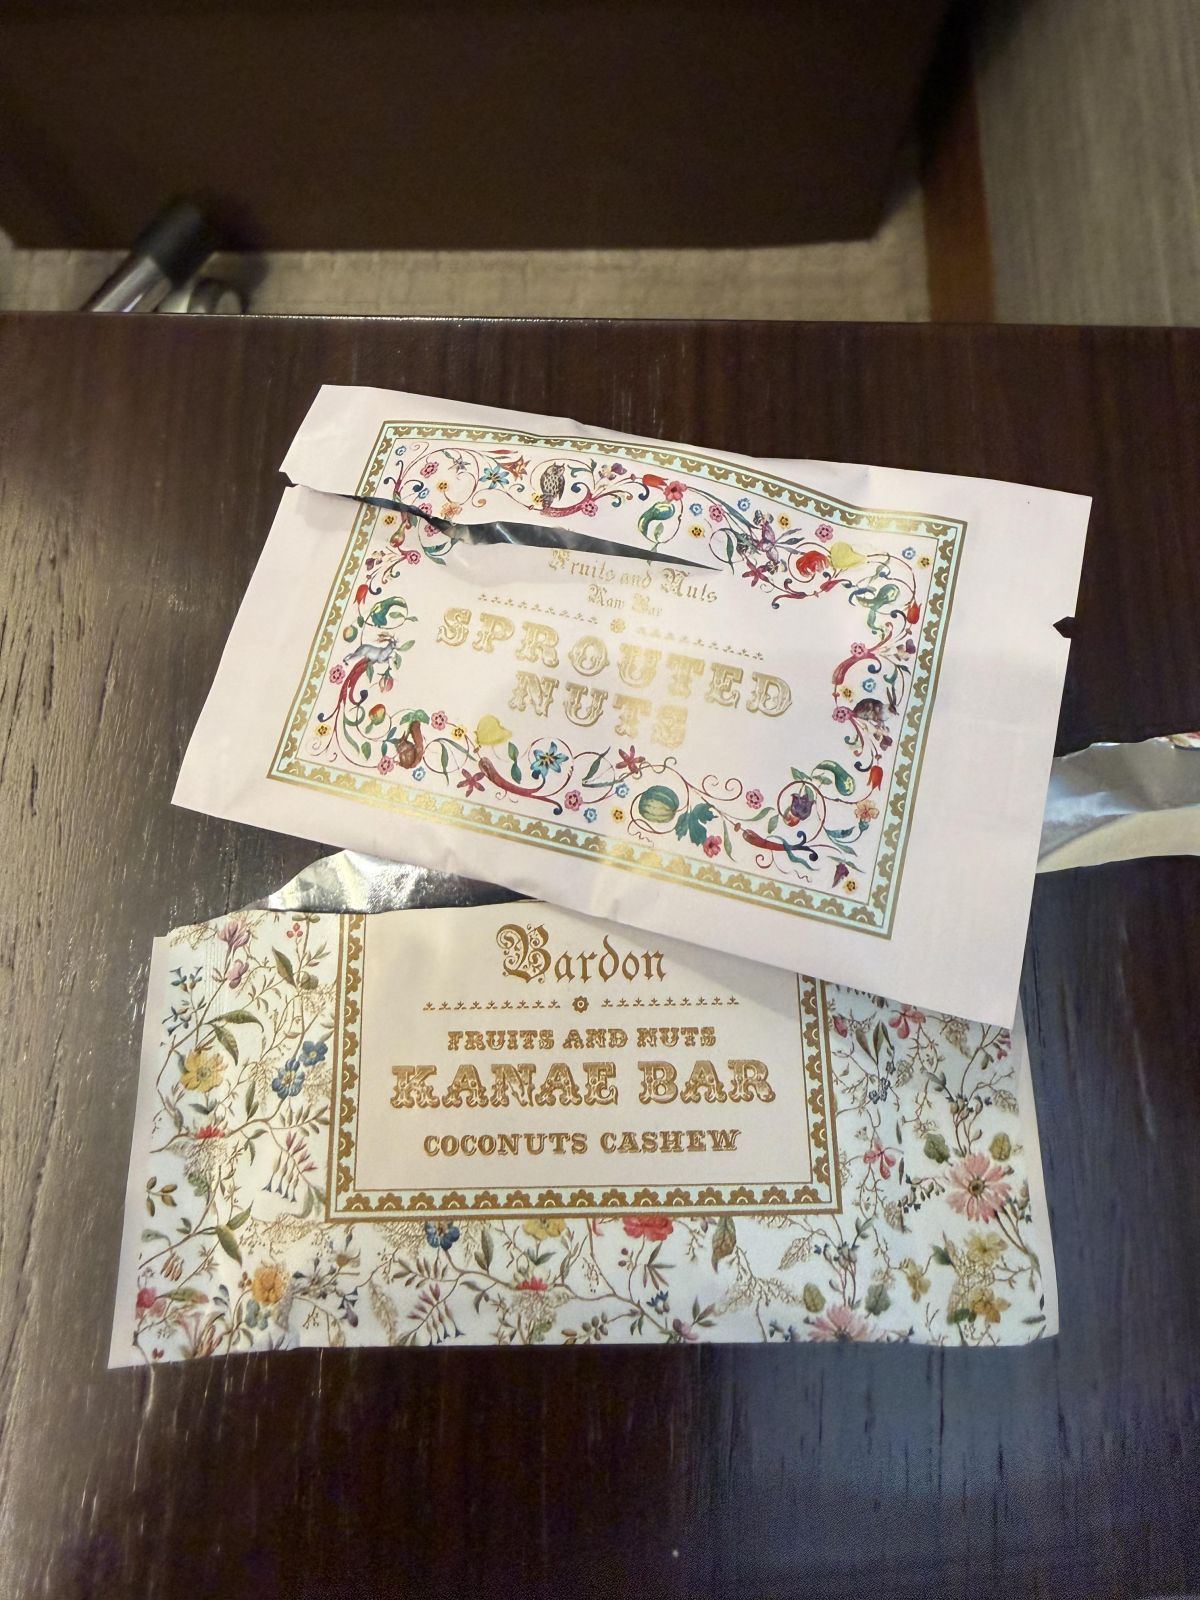 Fruits and Nuts
Raw Bar
SPROUTED
NUTS
Bardon
FRUITS AND NUTS
KANAE BAR
COCONUTS CASHEW